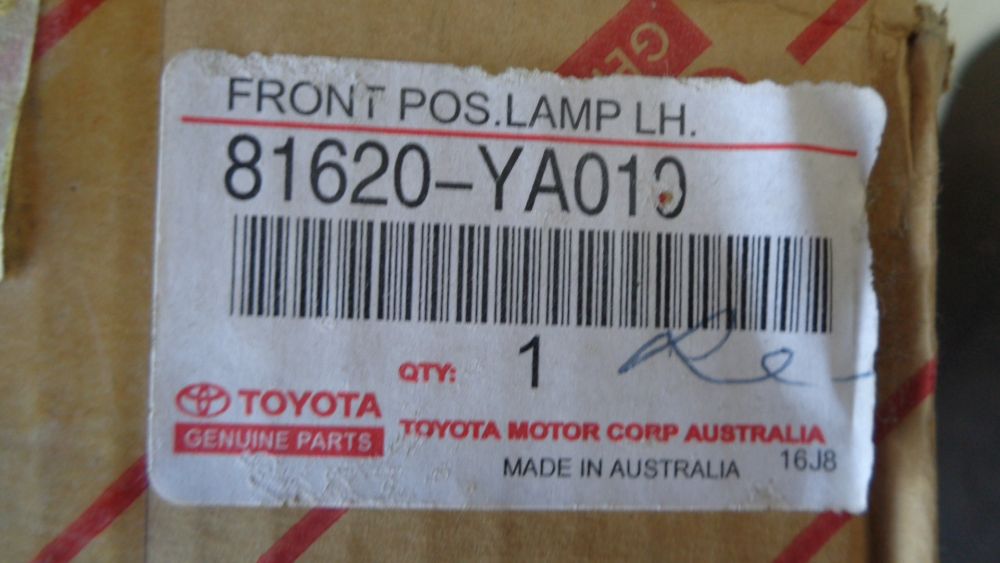 FRONT POS.LAMP LH.
81620-YA010
QTY: 1
Re
TOYOTA
GENUINE PARTS
TOYOTA MOTOR CORP AUSTRALIA
MADE IN AUSTRALIA 16J8